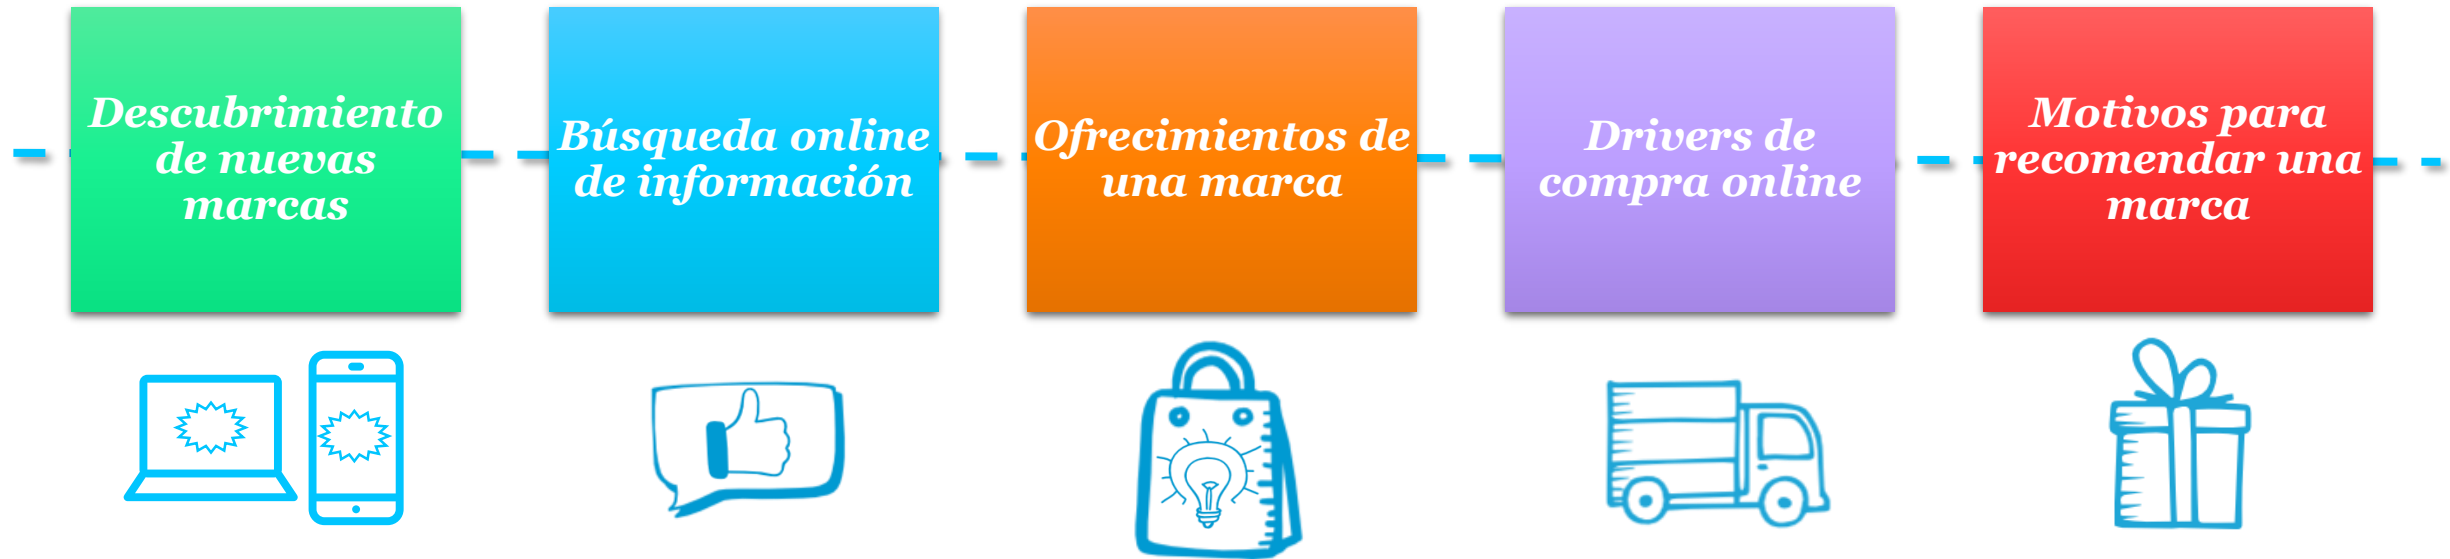 Descubrimiento
de nuevas
marcas
Búsqueda online
de información
Ofrecimientos de
una marca
Drivers de
compra online
Motivos para
recomendar una
marca